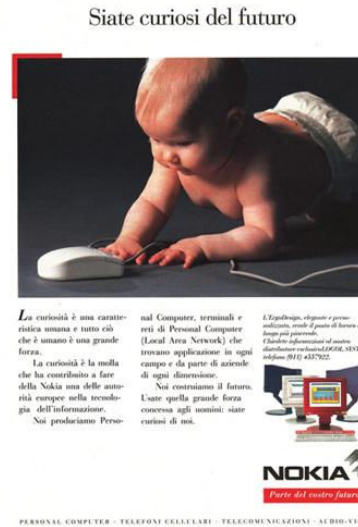 Siate curiosi del futuro
La curiosità è una caratte-
ristica umana e tutto ciò
che è umano è una grande
forza.
La curiosità è la molla
che ha contribuito a fare
della Nokia una delle auto-
rità europee nella tecnolo-
gia dell'informazione.
Noi produciamo Perso-
nal Computer, terminali e
reti di Personal Computer
(Local Area Network) che
trovano applicazione in ogni
campo e da parte di aziende
di ogni dimensione.
Noi costruiamo il futuro.
Usate quella grande forza
concessa agli uomini: siate
curiosi di noi.
L'ErgoDesign, elegante e perso-
nalizzato, rende il posto di lavoro
luogo più piacevole.
Chiedete informazioni al nostro
distributore esclusivo LOGOL SIST
telefono (011)
NOKIA
Parte del vostro futuro
PERSONAL COMPUTER - TELEFONI CELLULARI - TELECOMUNICAZIONI - AUDIO